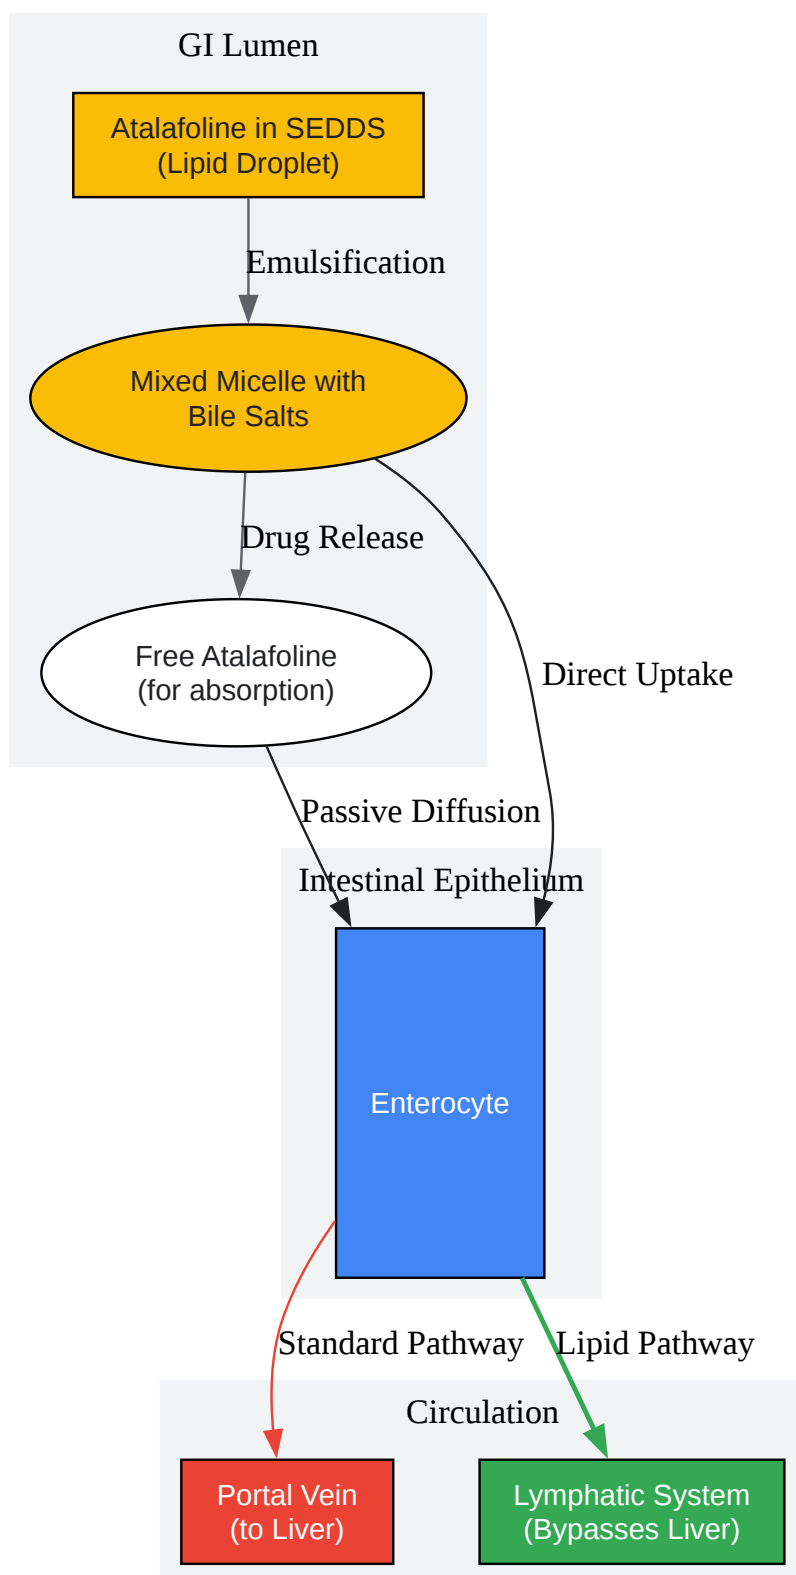 GI Lumen
Atalafoline in SEDDS
(Lipid Droplet)
Emulsification
Mixed Micelle with
Bile Salts
Drug Release
Free Atalafoline
(for absorption)
Direct Uptake
Passive Diffusion
Intestinal Epithelium
Enterocyte
Standard Pathway
Lipid Pathway
Circulation
Portal Vein
(to Liver)
Lymphatic System
(Bypasses Liver)